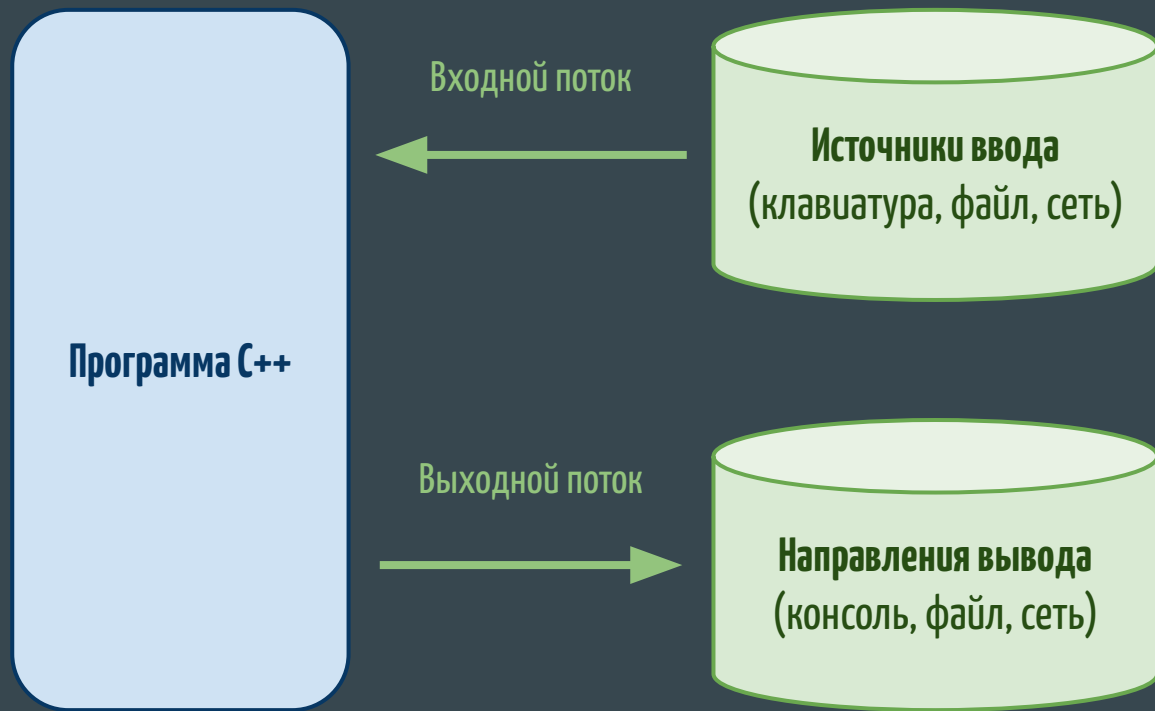 Входной поток
Источники ввода
(клавиатура, файл, сеть)
Программа C++
Выходной поток
Направления вывода
(консоль, файл, сеть)